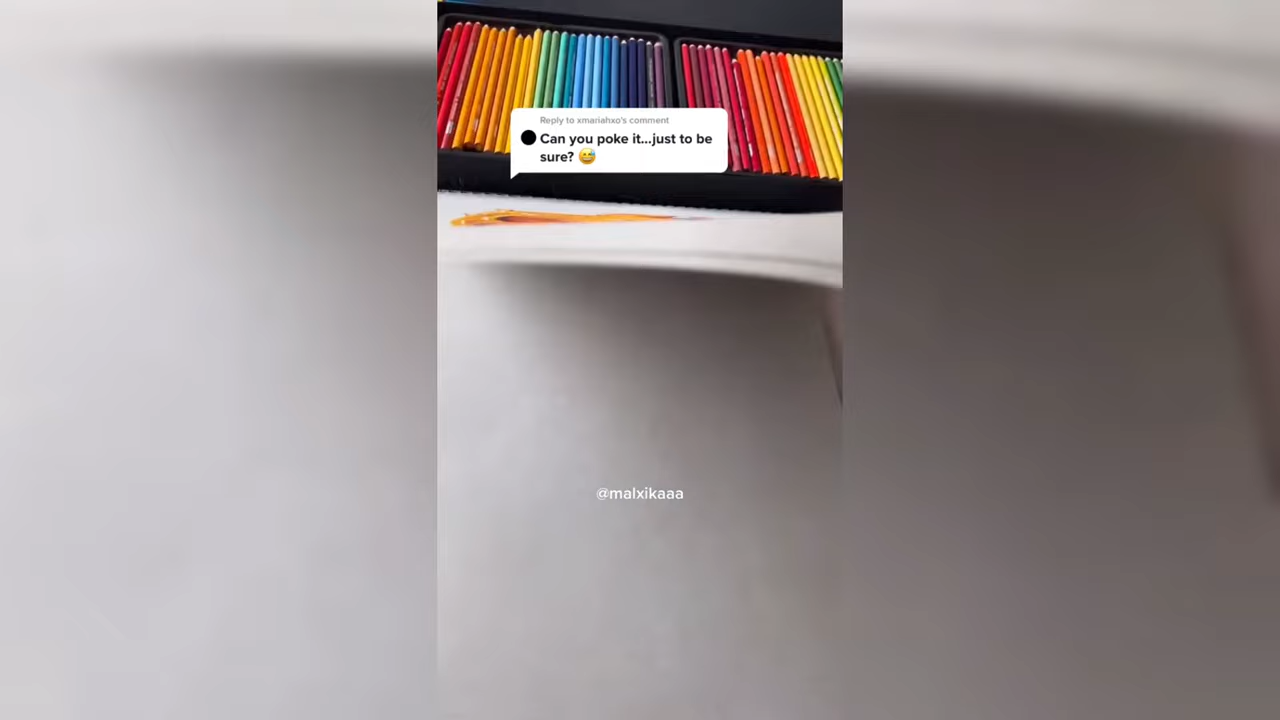 Reply to xmariahxo's comment
Can you poke it...just to be
sure? 😅
@malxikaaa